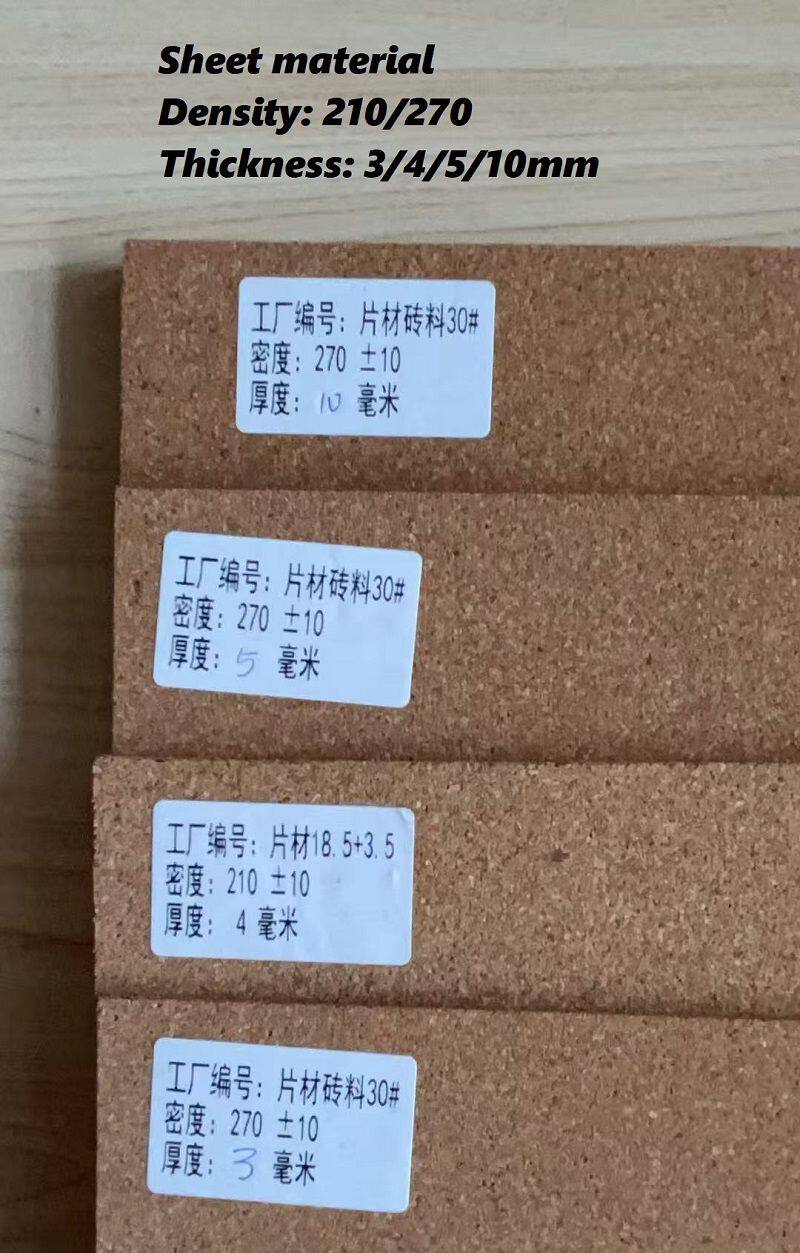 Sheet material
Density: 210/270
Thickness: 3/4/5/10mm
工厂编号: 片材砖料30#
密度: 270 ±10
厚度: 10 毫米
工厂编号: 片材砖料30#
密度: 270 ±10
厚度: 5 毫米
工厂编号: 片材18.5+3.5
密度: 210 ±10
厚度: 4 毫米
工厂编号: 片材砖料30#
密度: 270 ±10
厚度: 3 毫米